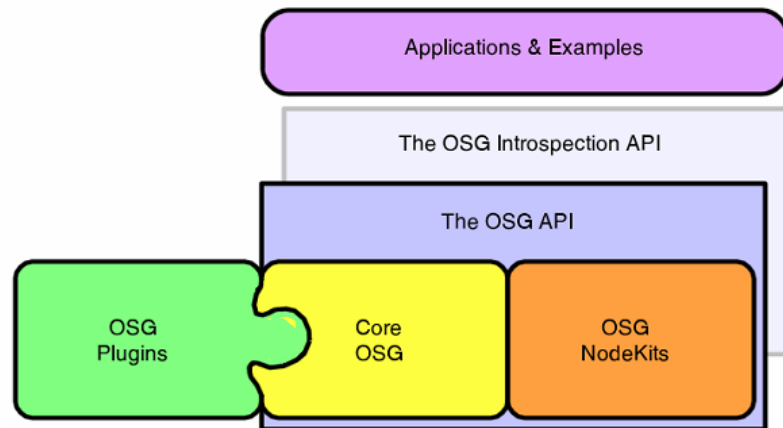 Applications & Examples
The OSG Introspection API
The OSG API
OSG
Plugins
Core
OSG
OSG
NodeKits